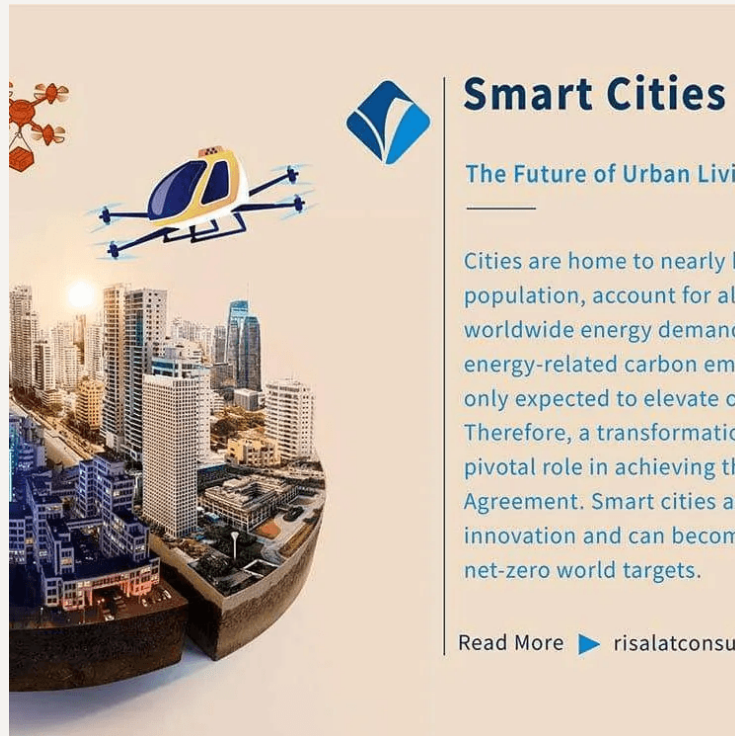 Smart Cities
The Future of Urban Livi
Cities are home to nearly
population, account for al
worldwide energy demand
energy-related carbon em
only expected to elevate
Therefore, a transformatio
pivotal role in achieving th
Agreement. Smart cities a
innovation and can becom
net-zero world targets.
Read More risalatconsu